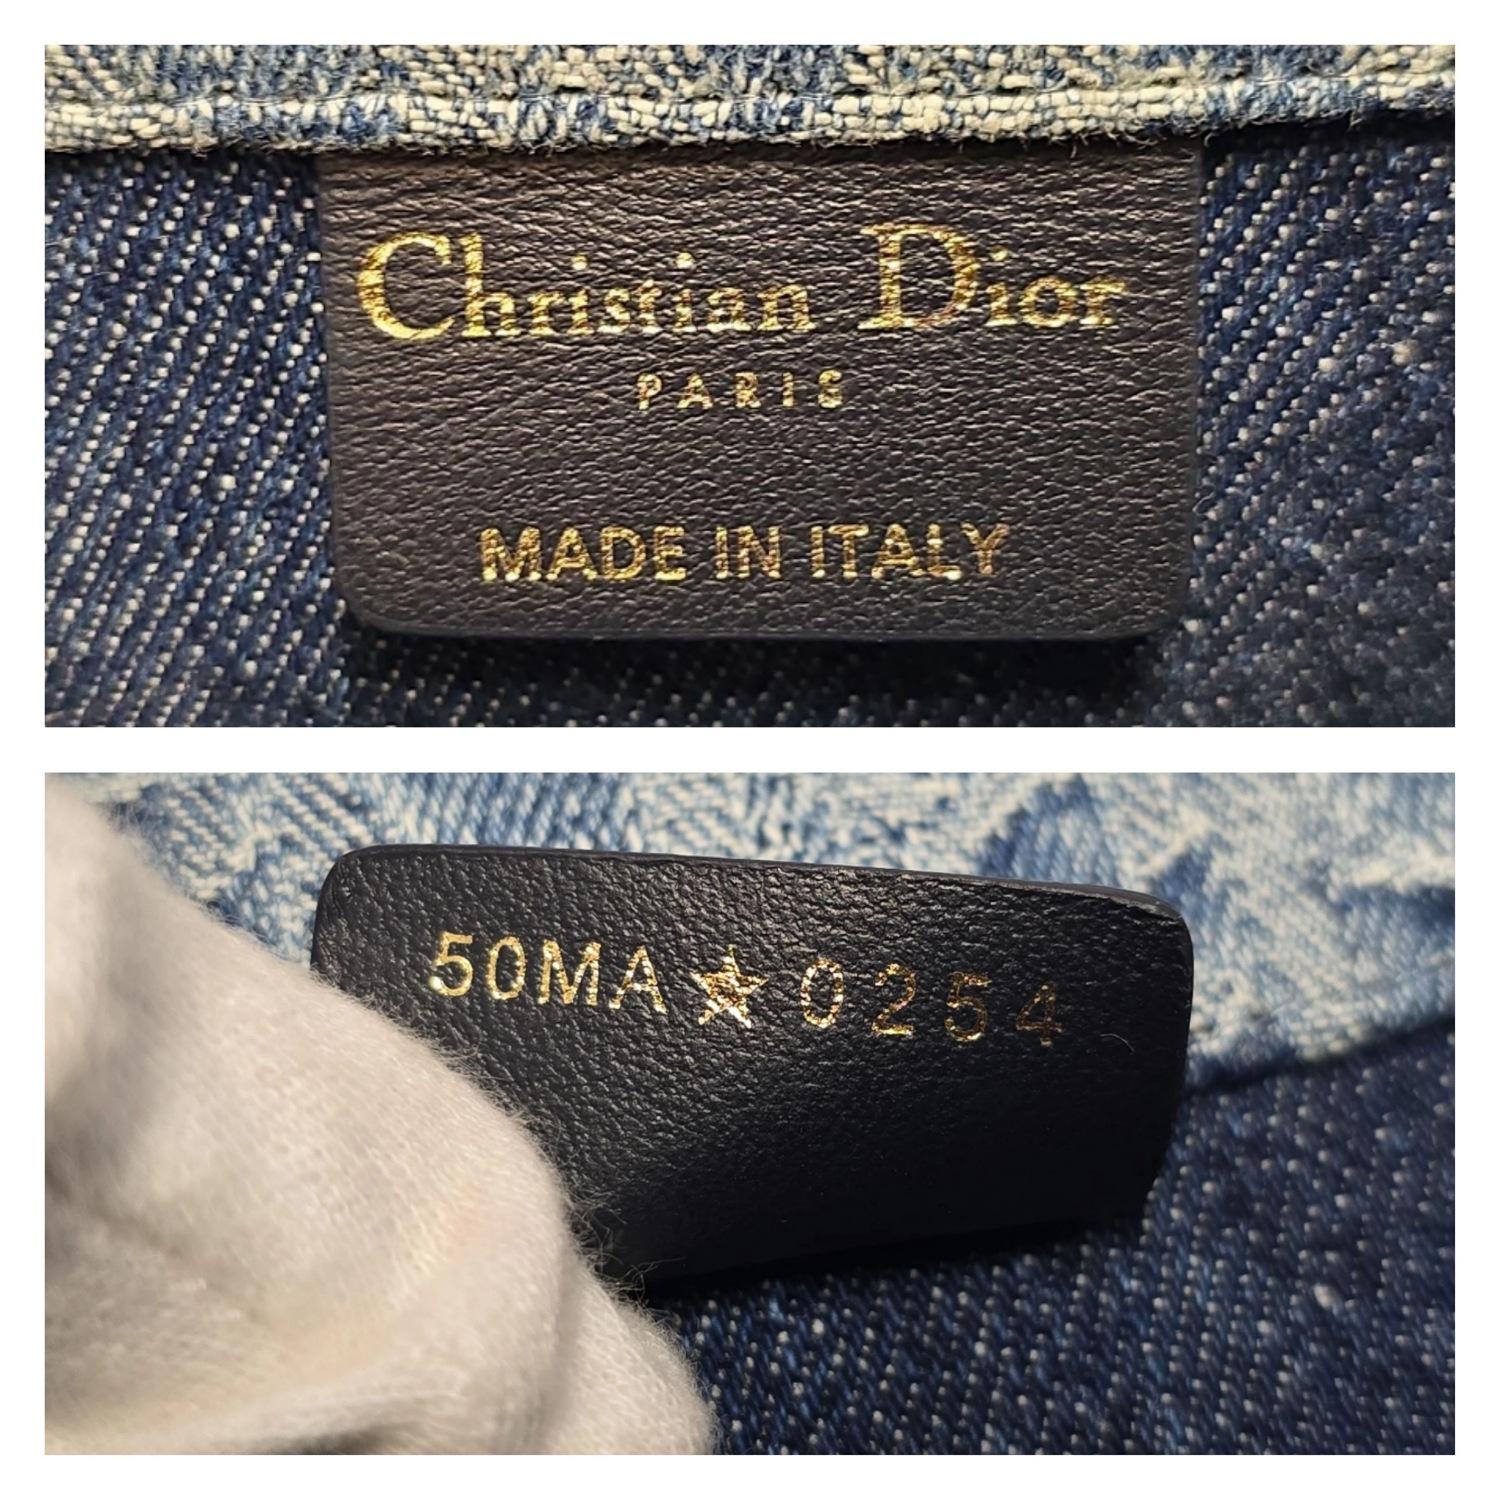 Christian Dior
PARIS
MADE IN ITALY
50MA★0254